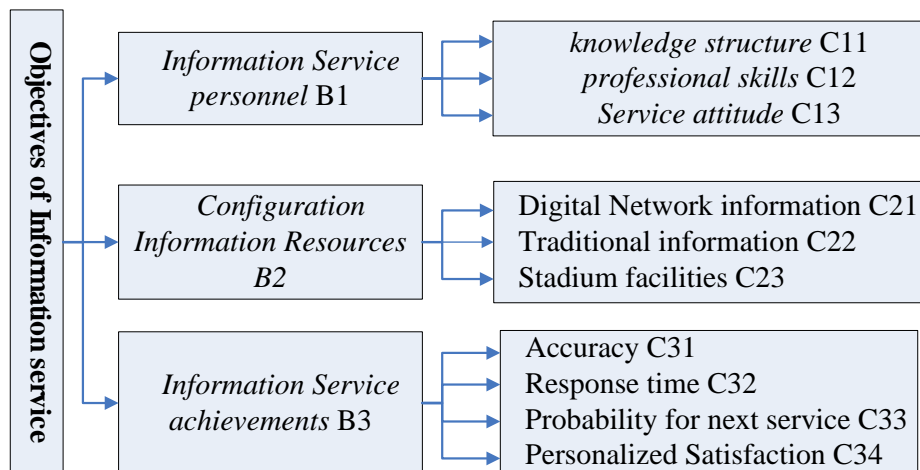 Objectives of Information service
Information Service
personnel B1
knowledge structure C11
professional skills C12
Service attitude C13
Configuration
Information Resources
B2
Digital Network information C21
Traditional information C22
Stadium facilities C23
Information Service
achievements B3
Accuracy C31
Response time C32
Probability for next service C33
Personalized Satisfaction C34